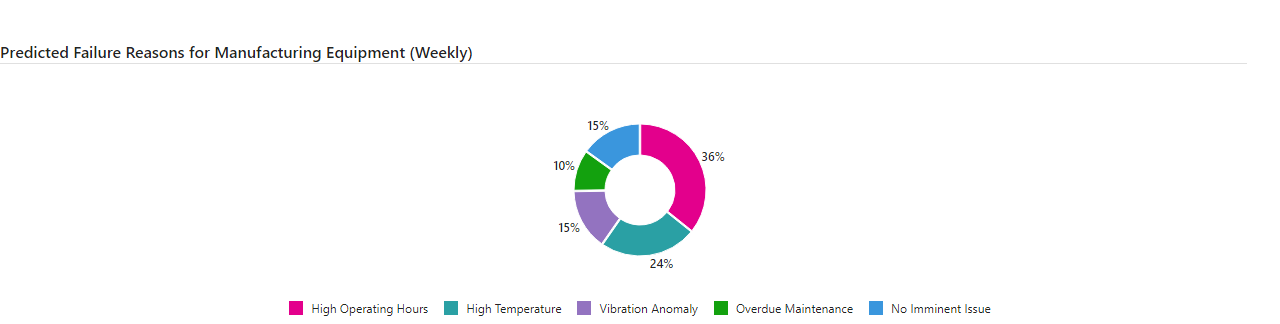 Predicted Failure Reasons for Manufacturing Equipment (Weekly)
15%
36%
10%
15%
24%
High Operating Hours High Temperature Vibration Anomaly Overdue Maintenance No Imminent Issue